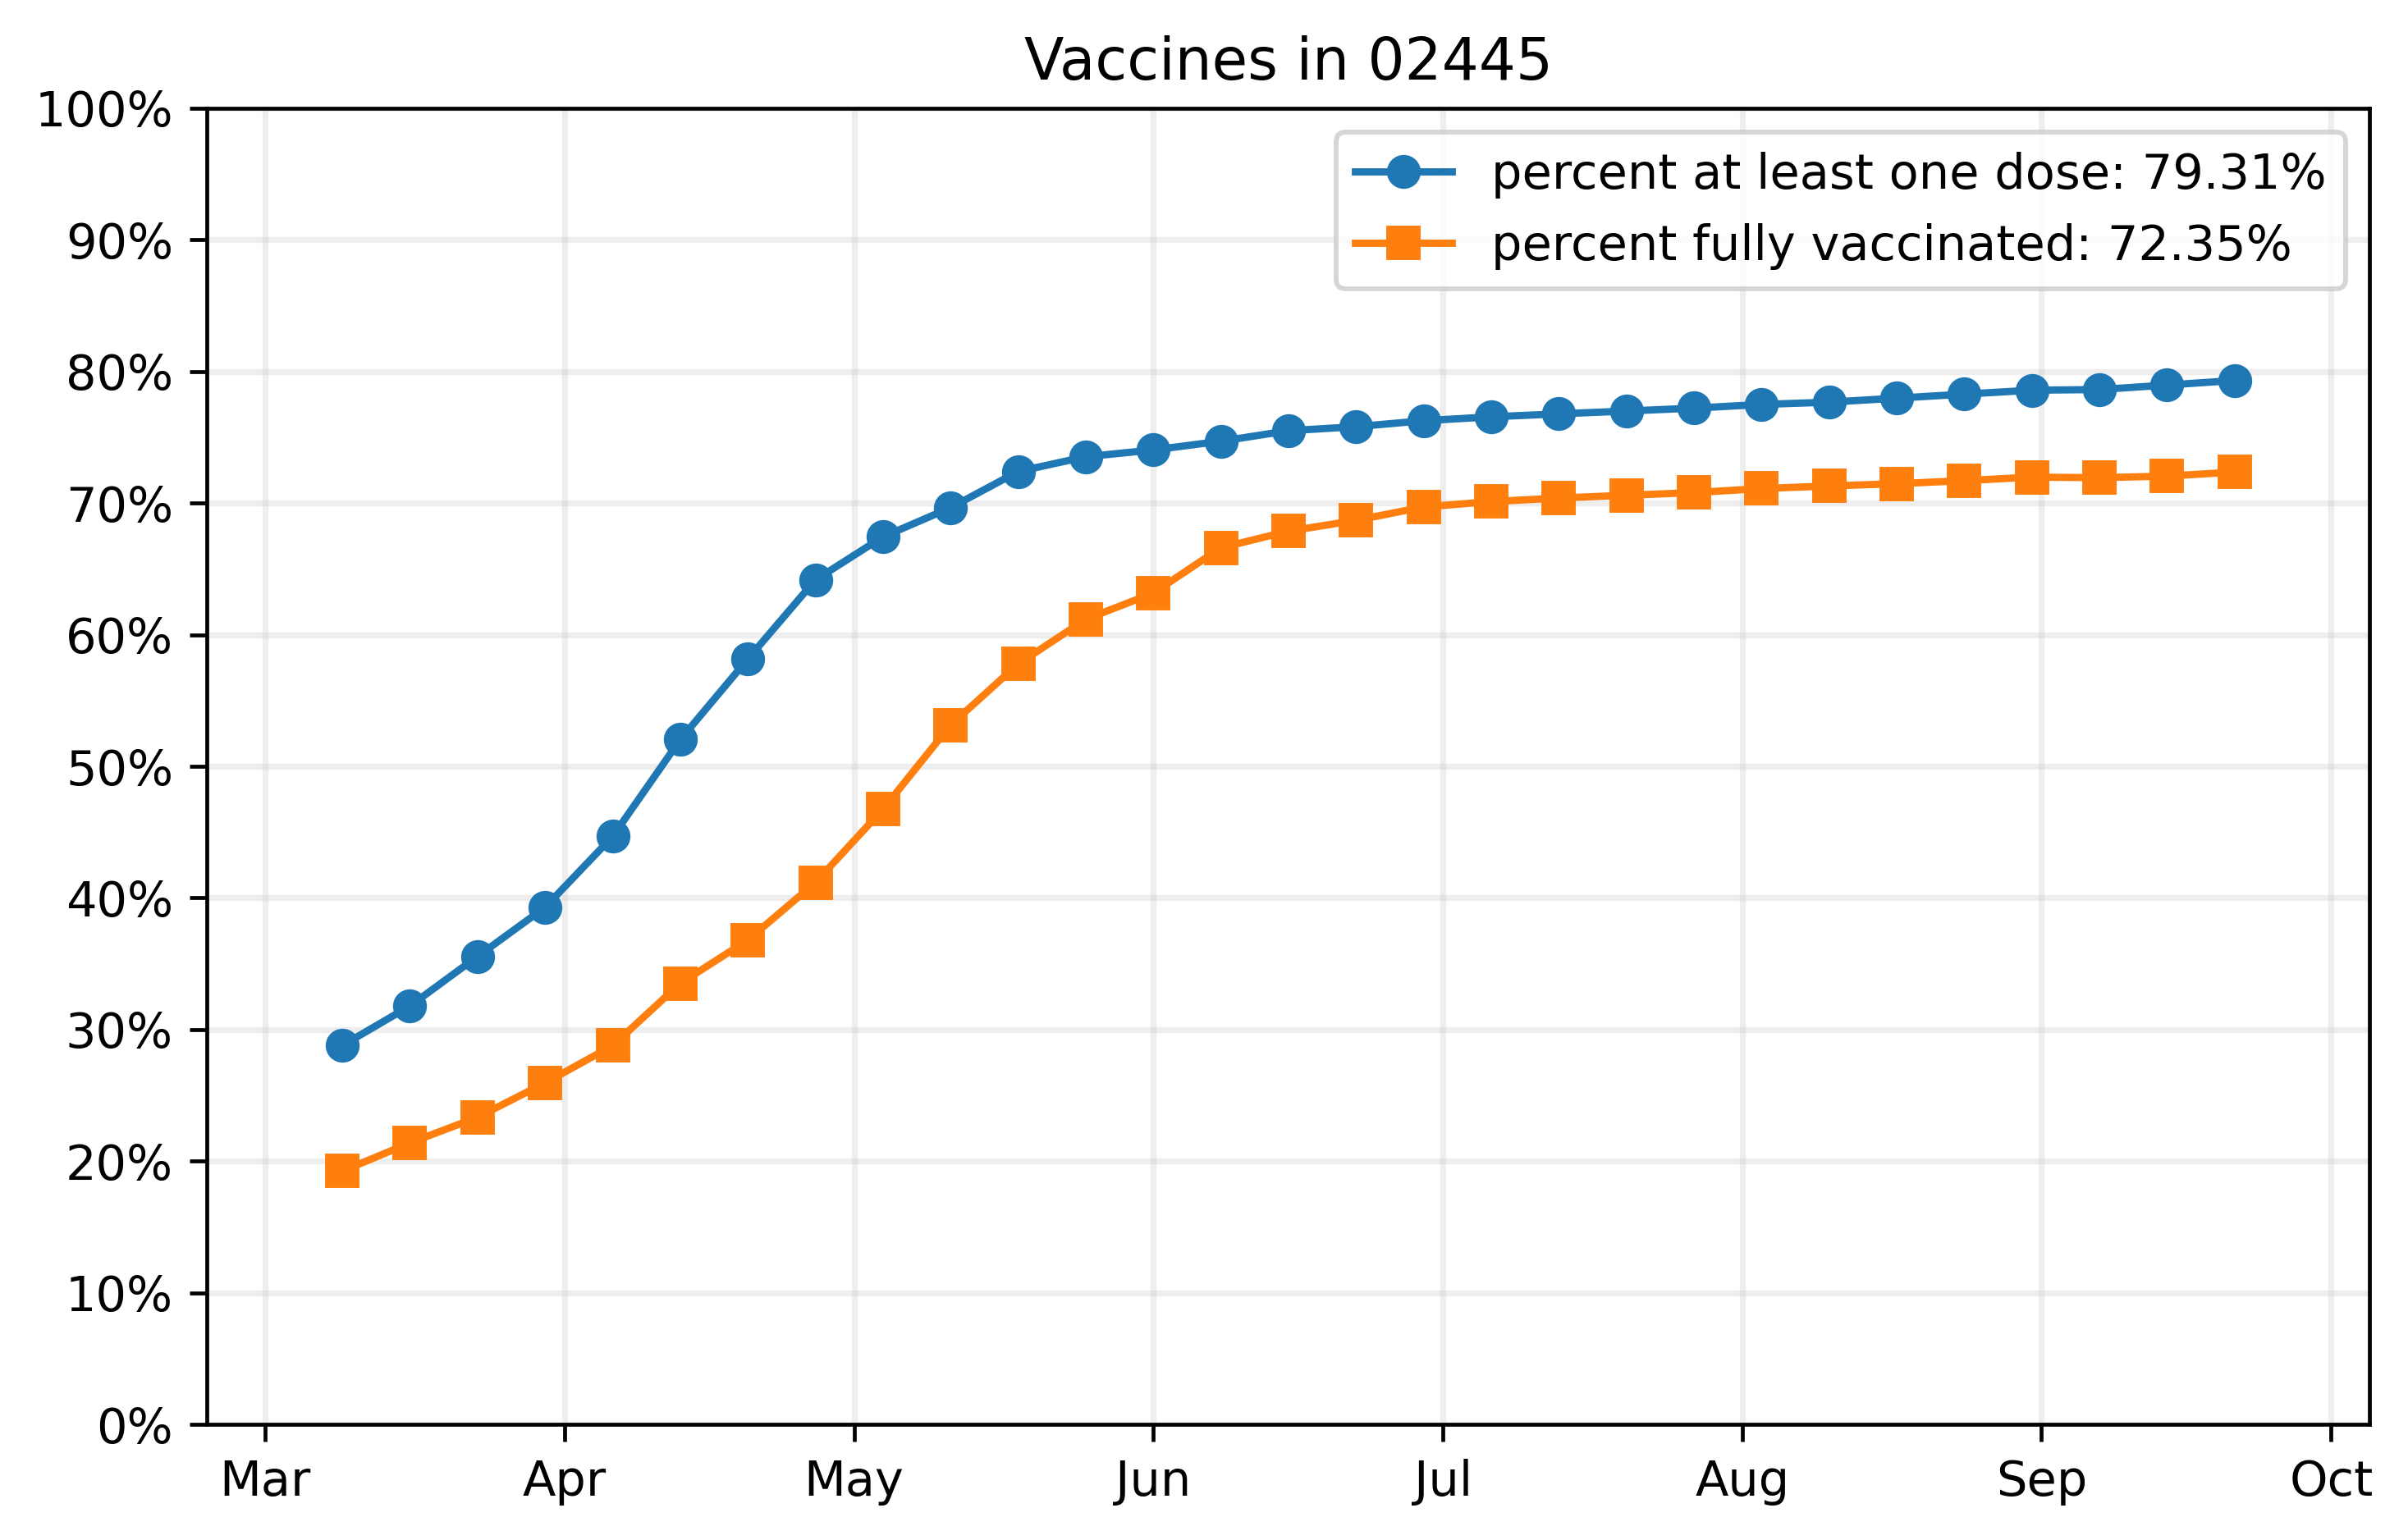 Vaccines in 02445
percent at least one dose: 79.31%
percent fully vaccinated: 72.35%
100%
90%
80%
70%
60%
50%
40%
30%
20%
10%
0%
Mar Apr May Jun Jul Aug Sep Oct